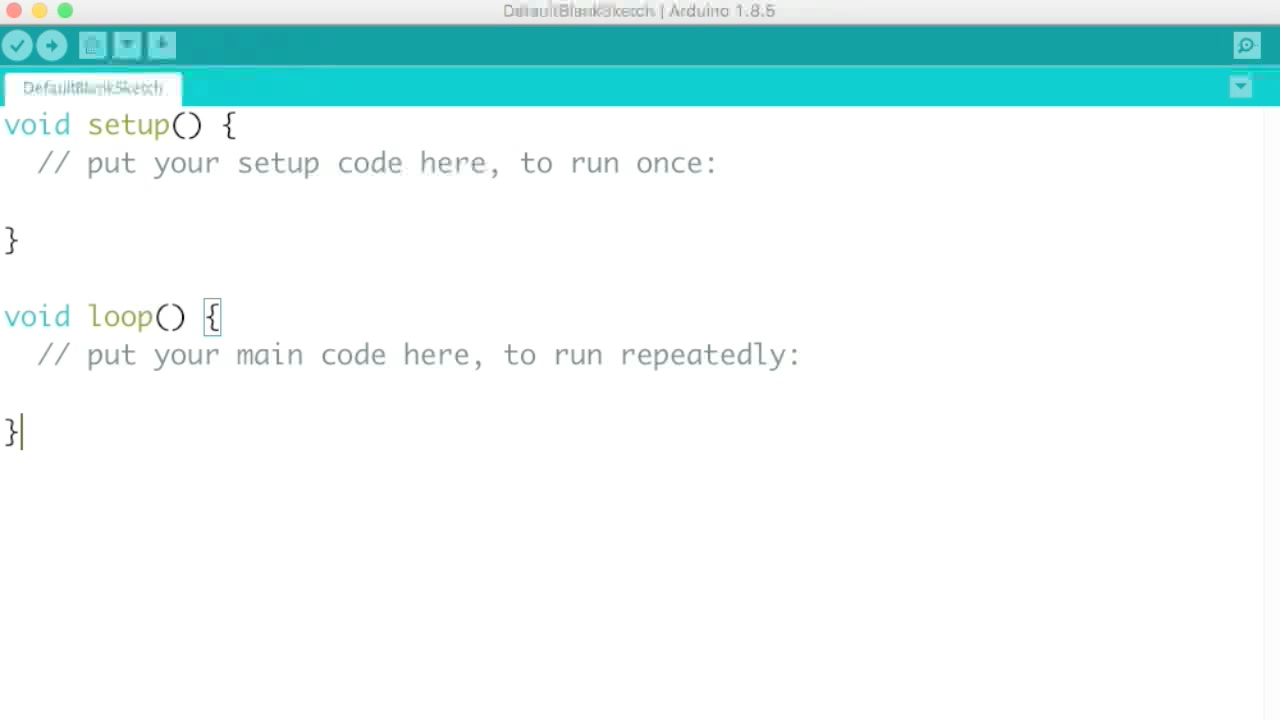 DefaultBlankSketch | Arduino 1.8.5
DefaultBlankSketch
void setup() {
  // put your setup code here, to run once:
}
void loop() {
  // put your main code here, to run repeatedly:
}